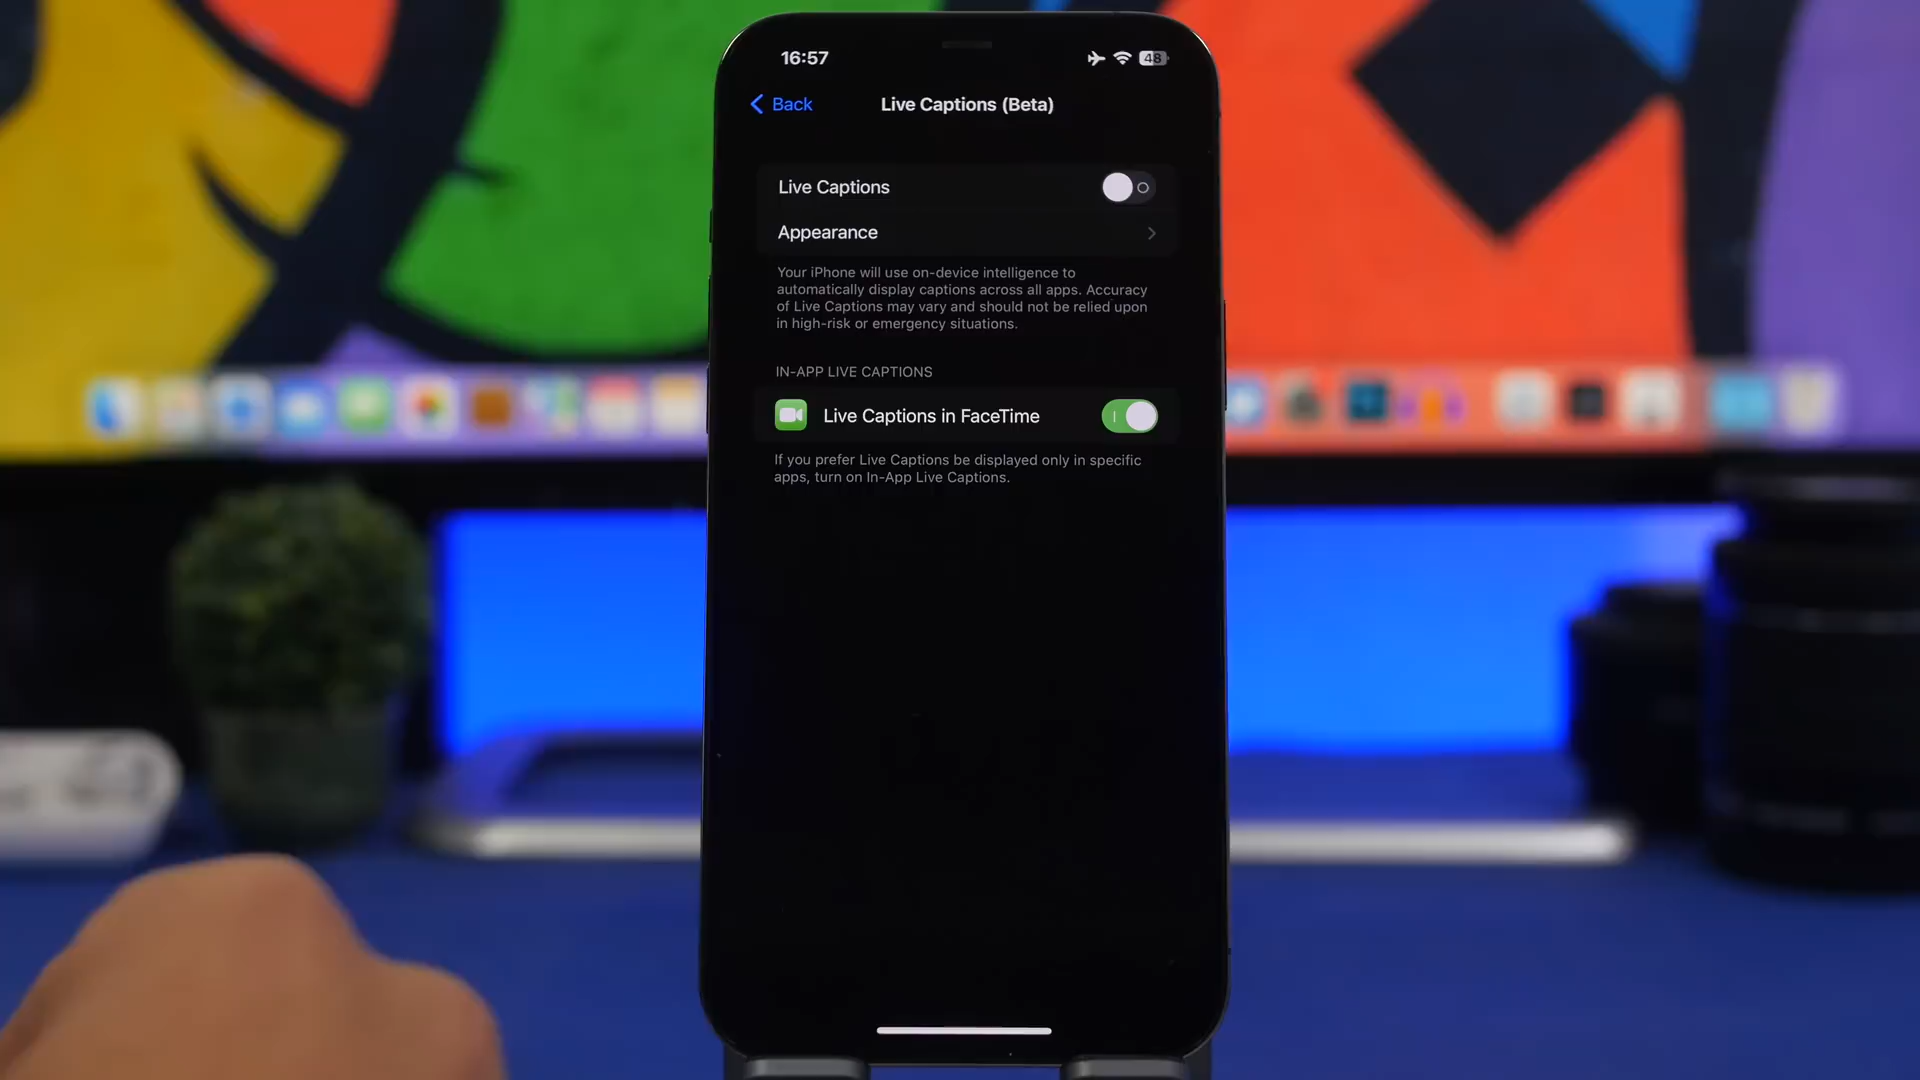 16:57
48
Back
Live Captions (Beta)
Live Captions
Appearance
Your iPhone will use on-device intelligence to
automatically display captions across all apps. Accuracy
of Live Captions may vary and should not be relied upon
in high-risk or emergency situations.
IN-APP LIVE CAPTIONS
Live Captions in FaceTime
If you prefer Live Captions be displayed only in specific
apps, turn on In-App Live Captions.